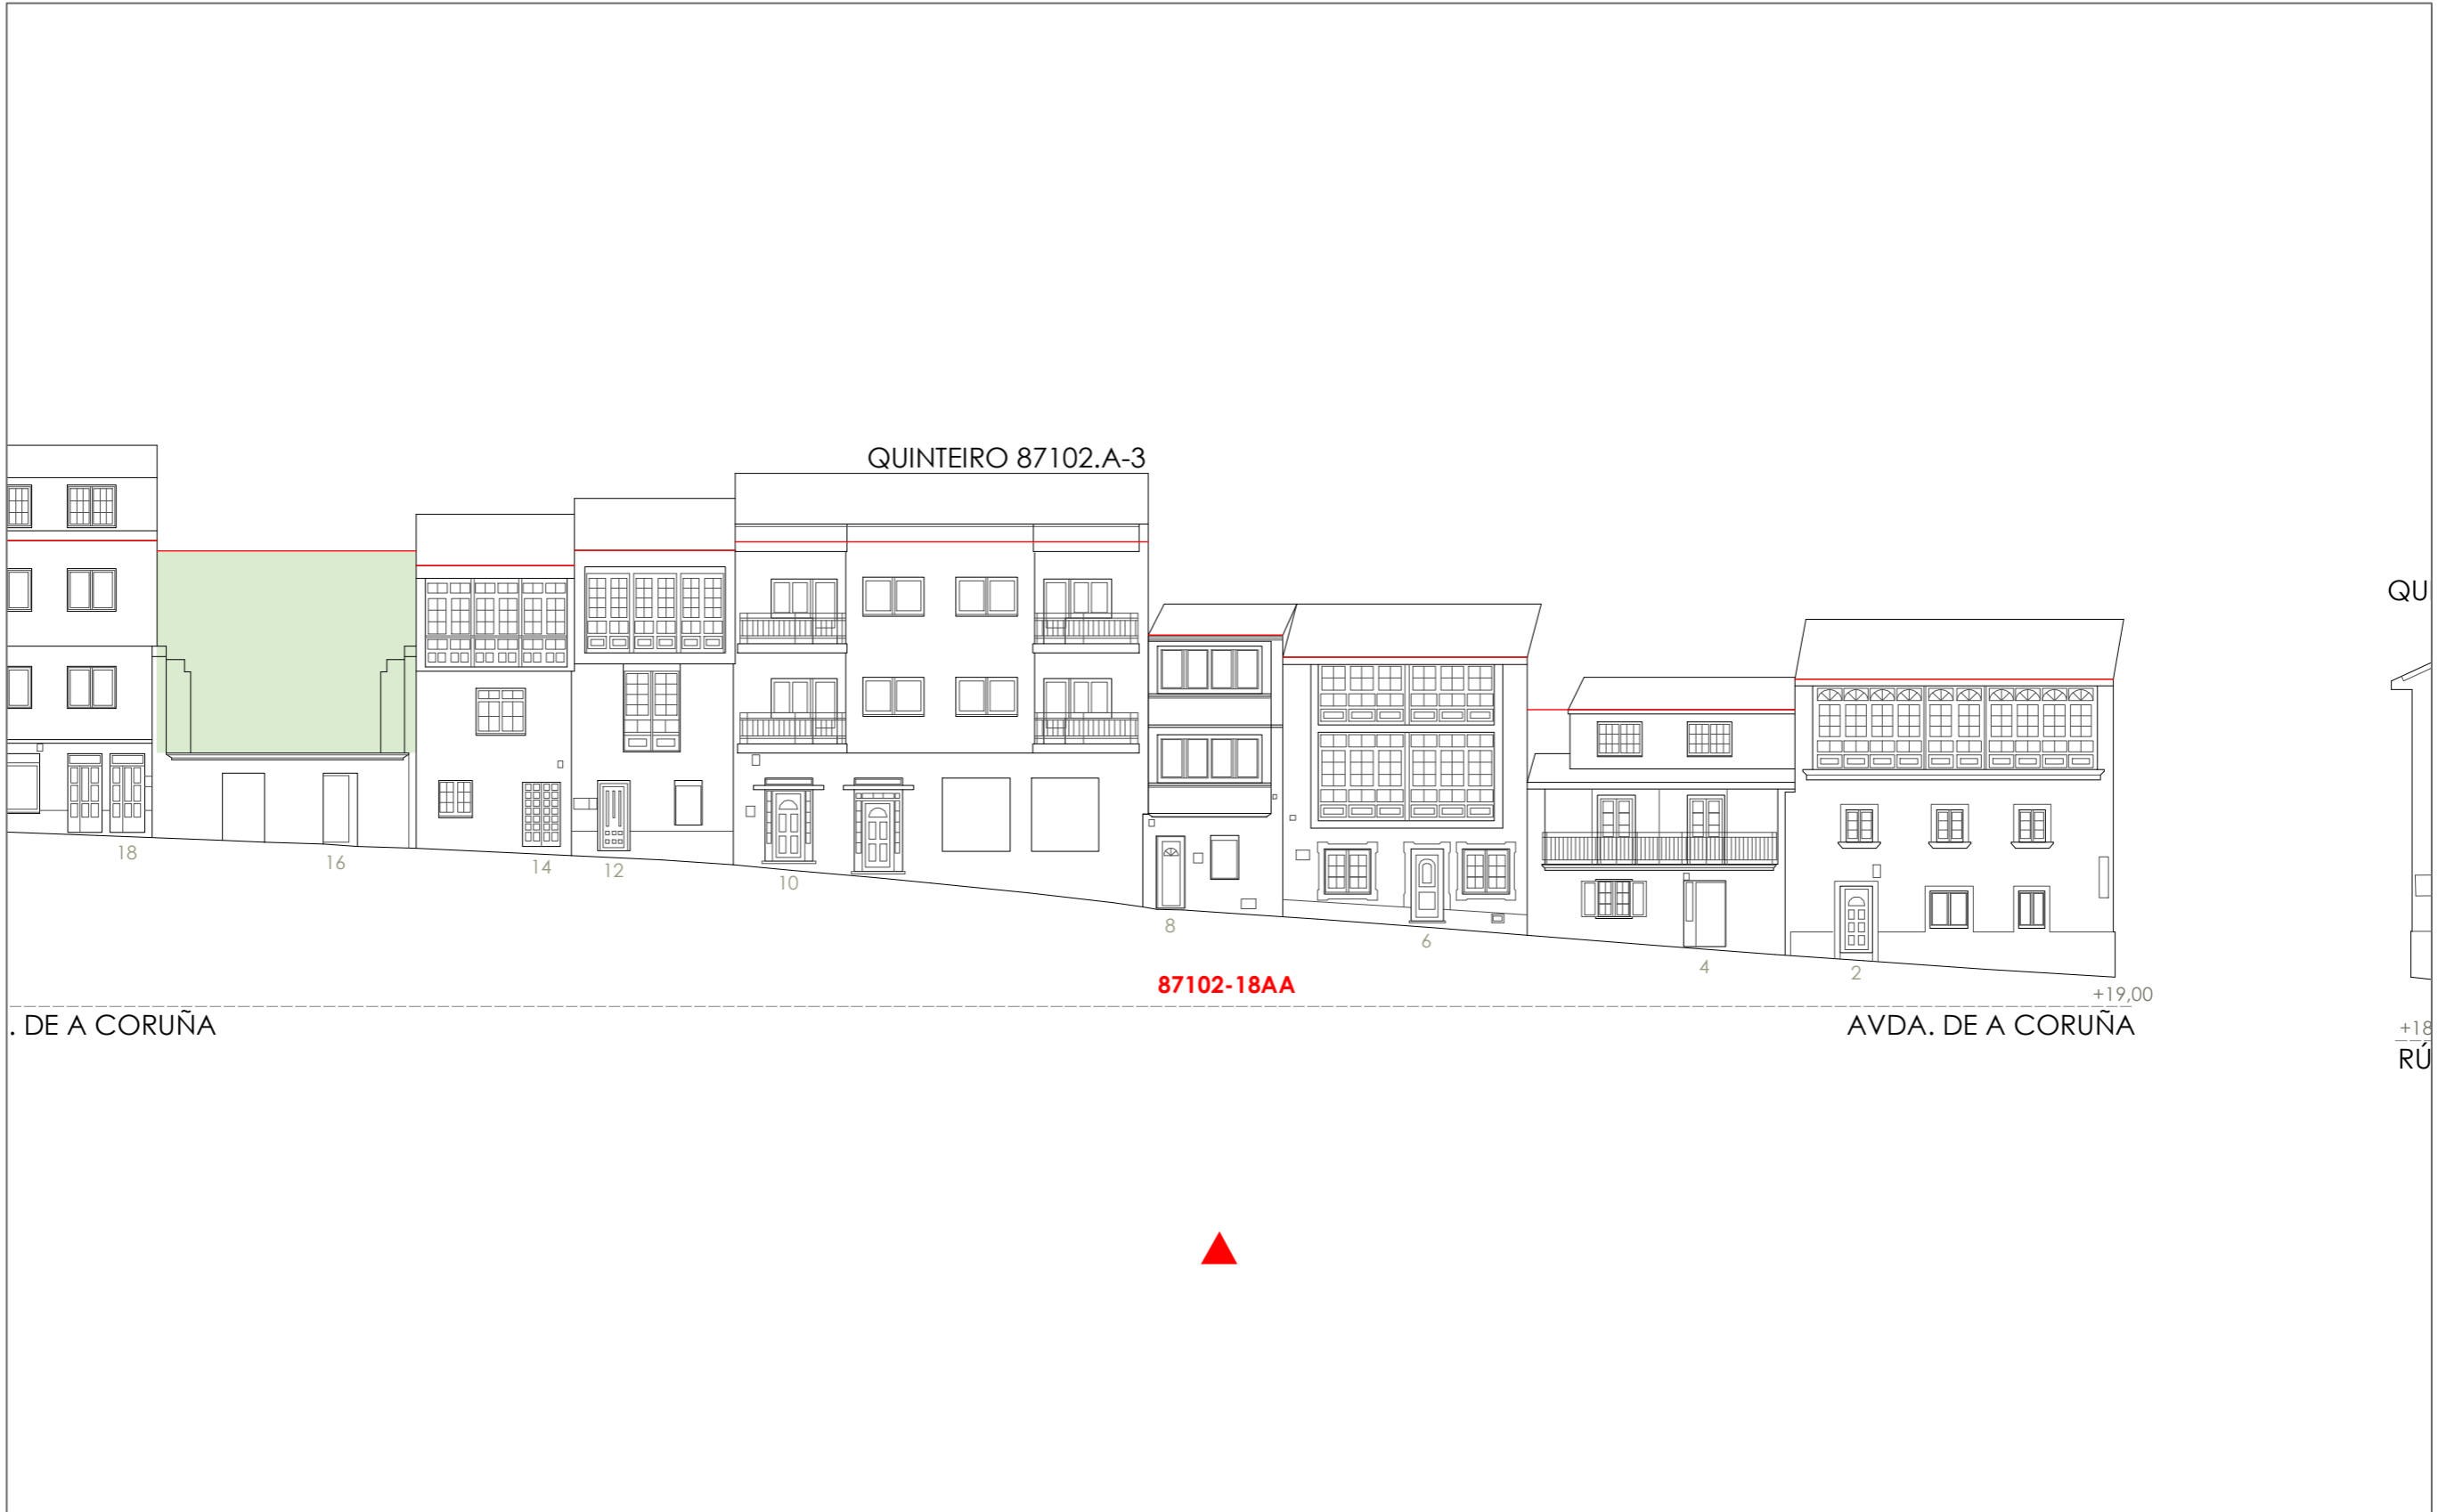 QUINTEIRO 87102.A-3
QU
18
16
14
12
10
8
6
4
2
87102-18AA
+19,00
. DE A CORUÑA
AVDA. DE A CORUÑA
+18
RÚ